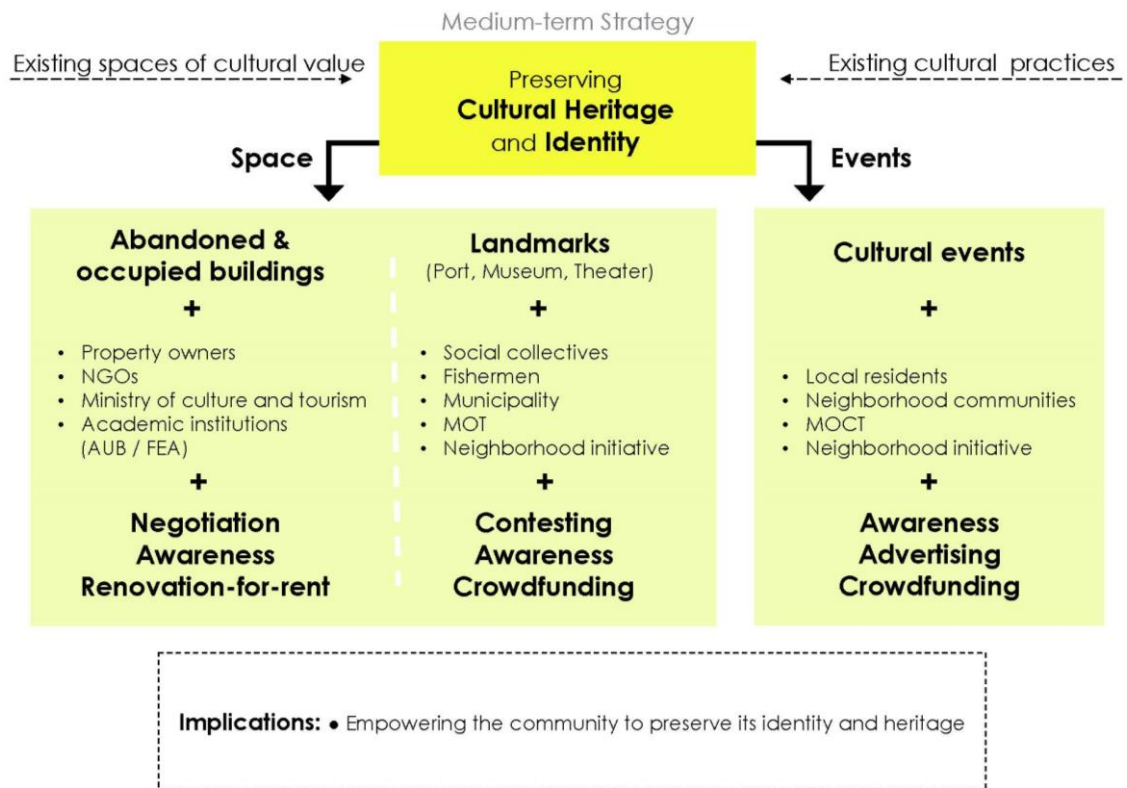 Medium-term Strategy
Existing spaces of cultural value
Existing cultural practices
Preserving
Cultural Heritage
and Identity
Space
Events
Abandoned &
occupied buildings
+
• Property owners
• NGOs
• Ministry of culture and tourism
• Academic institutions
(AUB / FEA)
+
Negotiation
Awareness
Renovation-for-rent
Landmarks
(Port, Museum, Theater)
+
• Social collectives
• Fishermen
• Municipality
• MOT
• Neighborhood initiative
+
Contesting
Awareness
Crowdfunding
Cultural events
+
• Local residents
• Neighborhood communities
• MOCT
• Neighborhood initiative
+
Awareness
Advertising
Crowdfunding
Implications: • Empowering the community to preserve its identity and heritage